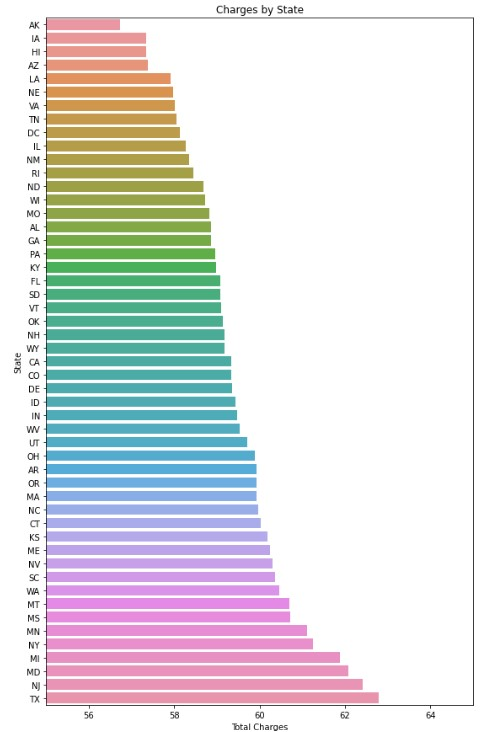 Charges by State
AK
IA
HI
AZ
LA
NE
VA
TN
DC
IL
NM
RI
ND
WI
MO
AL
GA
PA
KY
FL
SD
VT
OK
NH
WY
CA
CO
DE
ID
IN
WV
UT
OH
AR
OR
MA
NC
CT
KS
ME
NV
SC
WA
MT
MS
MN
NY
MI
MD
NJ
TX
State
56 58 60 62 64
Total Charges